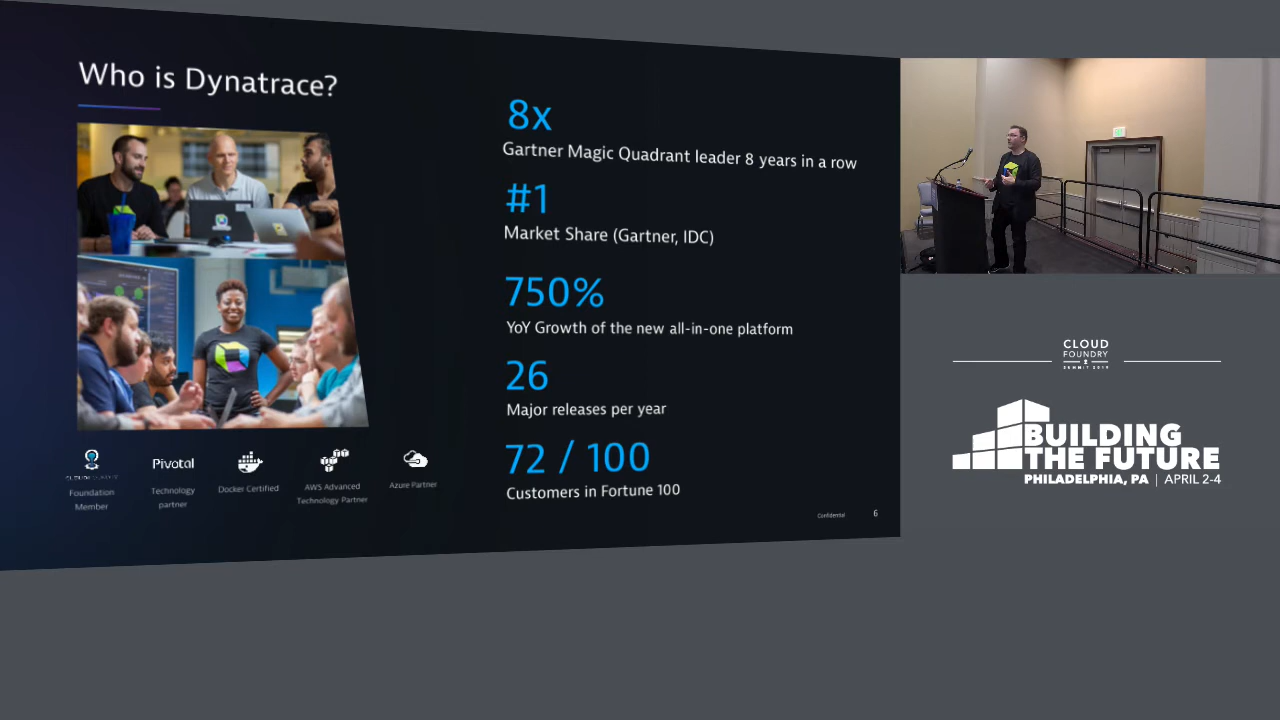 Who is Dynatrace?
8x
Gartner Magic Quadrant leader 8 years in a row
#1
Market Share (Gartner, IDC)
750%
YoY Growth of the new all-in-one platform
26
Major releases per year
72 / 100
Customers in Fortune 100
Foundation
Member
Pivotal
Technology
partner
Docker Certified
AWS Advanced
Technology Partner
Azure Partner
Confidential
6
CLOUD
FOUNDRY
SUMMIT 2019
BUILDING
THE FUTURE
PHILADELPHIA, PA | APRIL 2-4